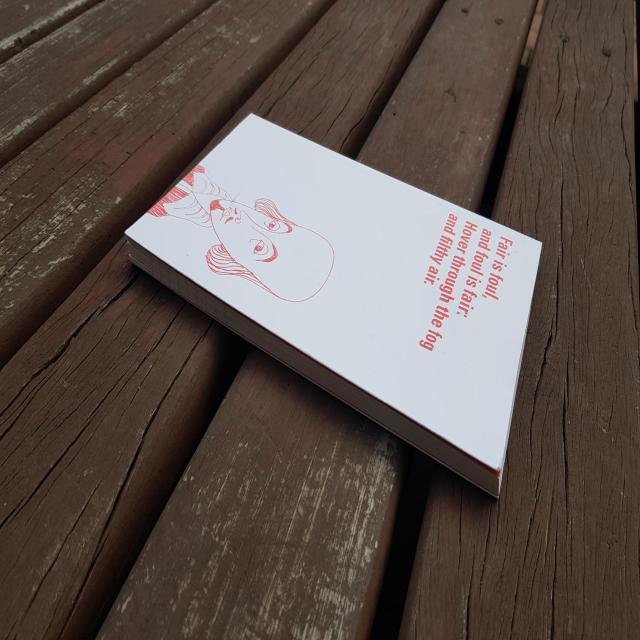 Fair is foul,
and foul is fair:
Hover through the fog
and filthy air.